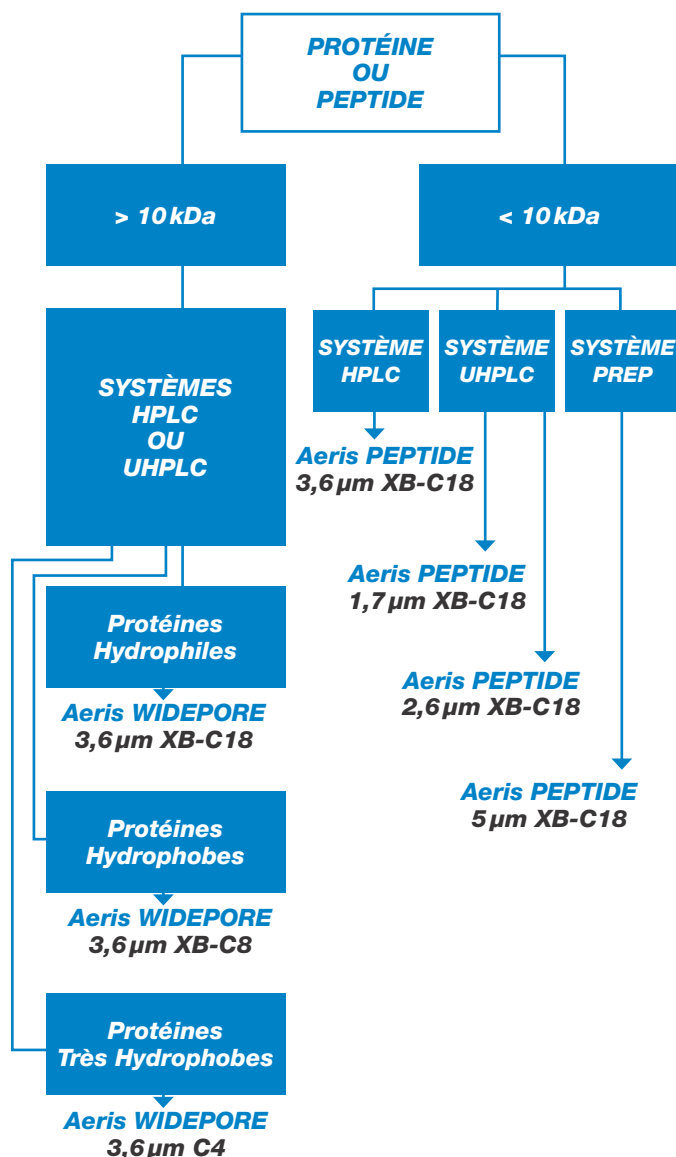 PROTÉINE
OU
PEPTIDE
> 10 kDa
< 10 kDa
SYSTÈMES
HPLC
OU
UHPLC
SYSTÈME
HPLC
SYSTÈME
UHPLC
SYSTÈME
PREP
Aeris PEPTIDE
3,6 µm XB-C18
Aeris PEPTIDE
1,7 µm XB-C18
Aeris PEPTIDE
2,6 µm XB-C18
Aeris PEPTIDE
5 µm XB-C18
Protéines
Hydrophiles
Aeris WIDEPORE
3,6 µm XB-C18
Protéines
Hydrophobes
Aeris WIDEPORE
3,6 µm XB-C8
Protéines
Très Hydrophobes
Aeris WIDEPORE
3,6 µm C4